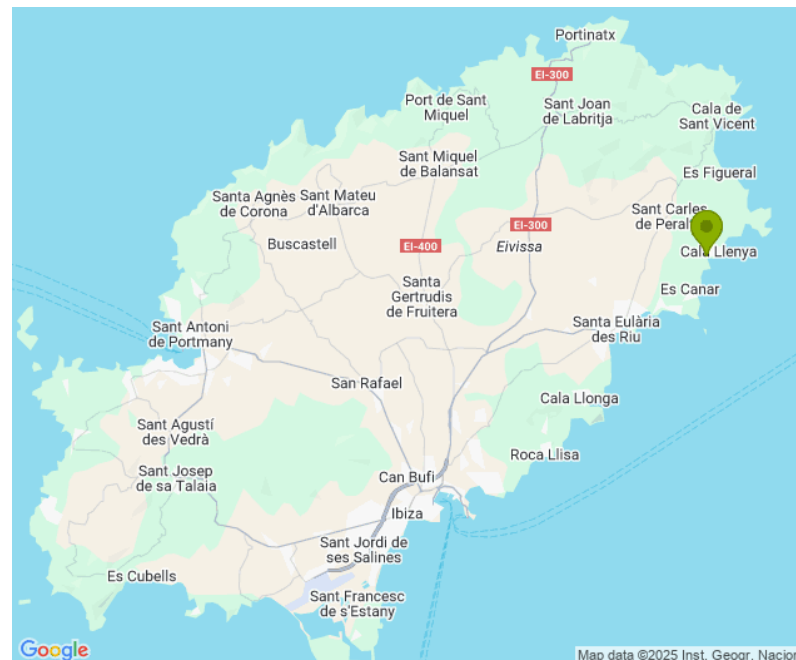 Portinatx
EI-300
Port de Sant
Miquel
Sant Joan
de Labritja
Cala de
Sant Vicent
Sant Miquel
de Balansat
Es Figueral
Santa Agnès
de Corona
Sant Mateu
d'Albarca
Sant Carles
de Peralt
EI-300
Buscastell
EI-400
Eivissa
Cala Llenya
Santa
Gertrudis
de Fruitera
Es Canar
Sant Antoni
de Portmany
Santa Eulària
des Riu
San Rafael
Cala Llonga
Sant Agustí
des Vedrà
Roca Llisa
Sant Josep
de sa Talaia
Can Bufi
Ibiza
Sant Jordi de
ses Salines
Es Cubells
Sant Francesc
de s'Estany
Google
Map data ©2025 Inst. Geogr. Nacion